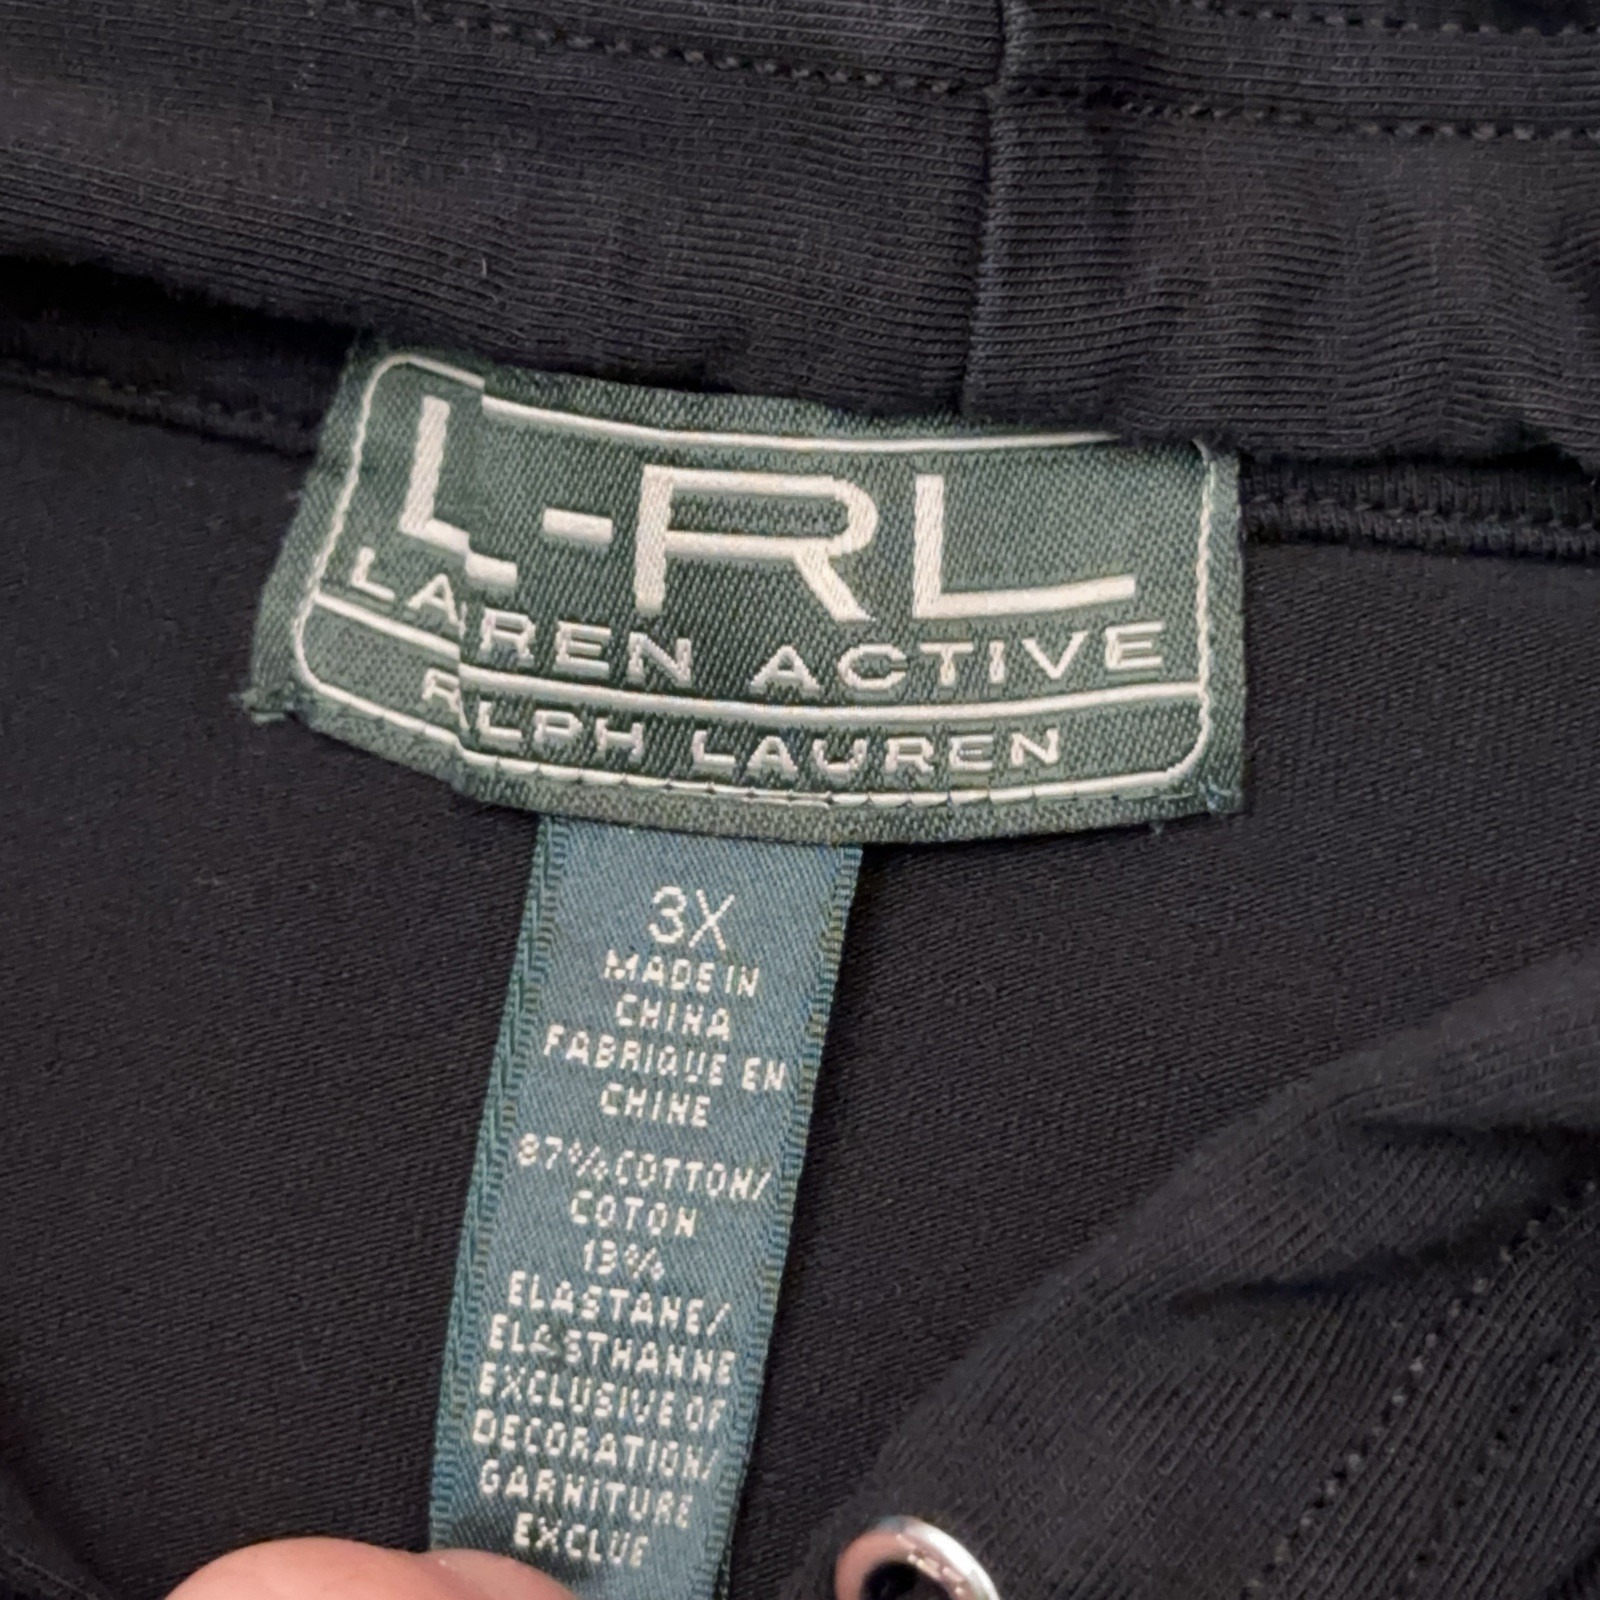 L-RL
LAUREN ACTIVE
RALPH LAUREN
3X
MADE IN
CHINA
FABRIQUE EN
CHINE
87% COTTON/
COTON
13%
ELASTANE/
ELASTHANNE
EXCLUSIVE OF
DECORATION/
GARNITURE
EXCLUE